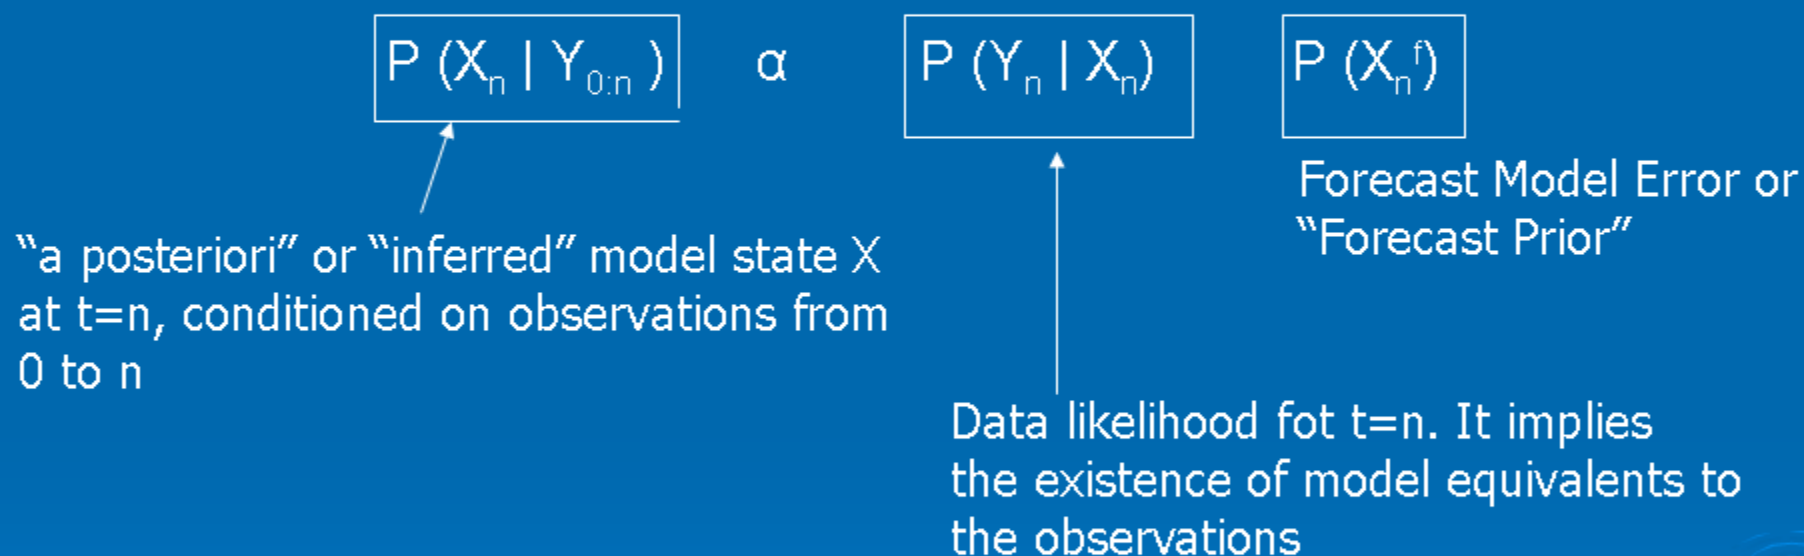 P (Xₙ | Y₀:ₙ) α P (Yₙ | Xₙ) P (Xₙᶠ)
Forecast Model Error or
“Forecast Prior”
“a posteriori” or “inferred” model state X
at t=n, conditioned on observations from
0 to n
Data likelihood fot t=n. It implies
the existence of model equivalents to
the observations